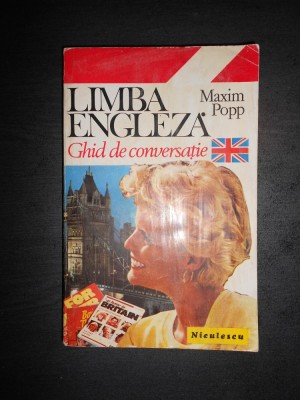 LIMBA
ENGLEZĂ
Maxim
Popp
Ghid de conversație
BRITAIN
Niculescu